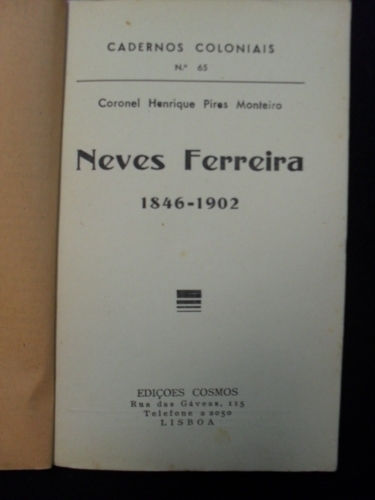 CADERNOS COLONIAIS
N.º 65
Coronel Henrique Pires Monteiro
Neves Ferreira
1846-1902
EDIÇOES COSMOS
Rua das Gáveas, 115
Telefone 2 2050
LISBOA